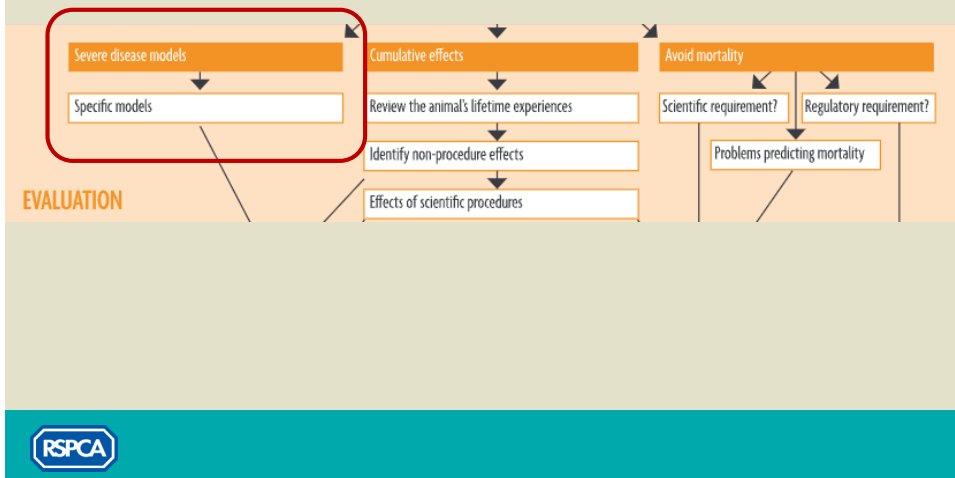 Severe disease models
Cumulative effects
Avoid mortality
Specific models
Review the animal's lifetime experiences
Scientific requirement?
Regulatory requirement?
Identify non-procedure effects
Problems predicting mortality
EVALUATION
Effects of scientific procedures
RSPCA